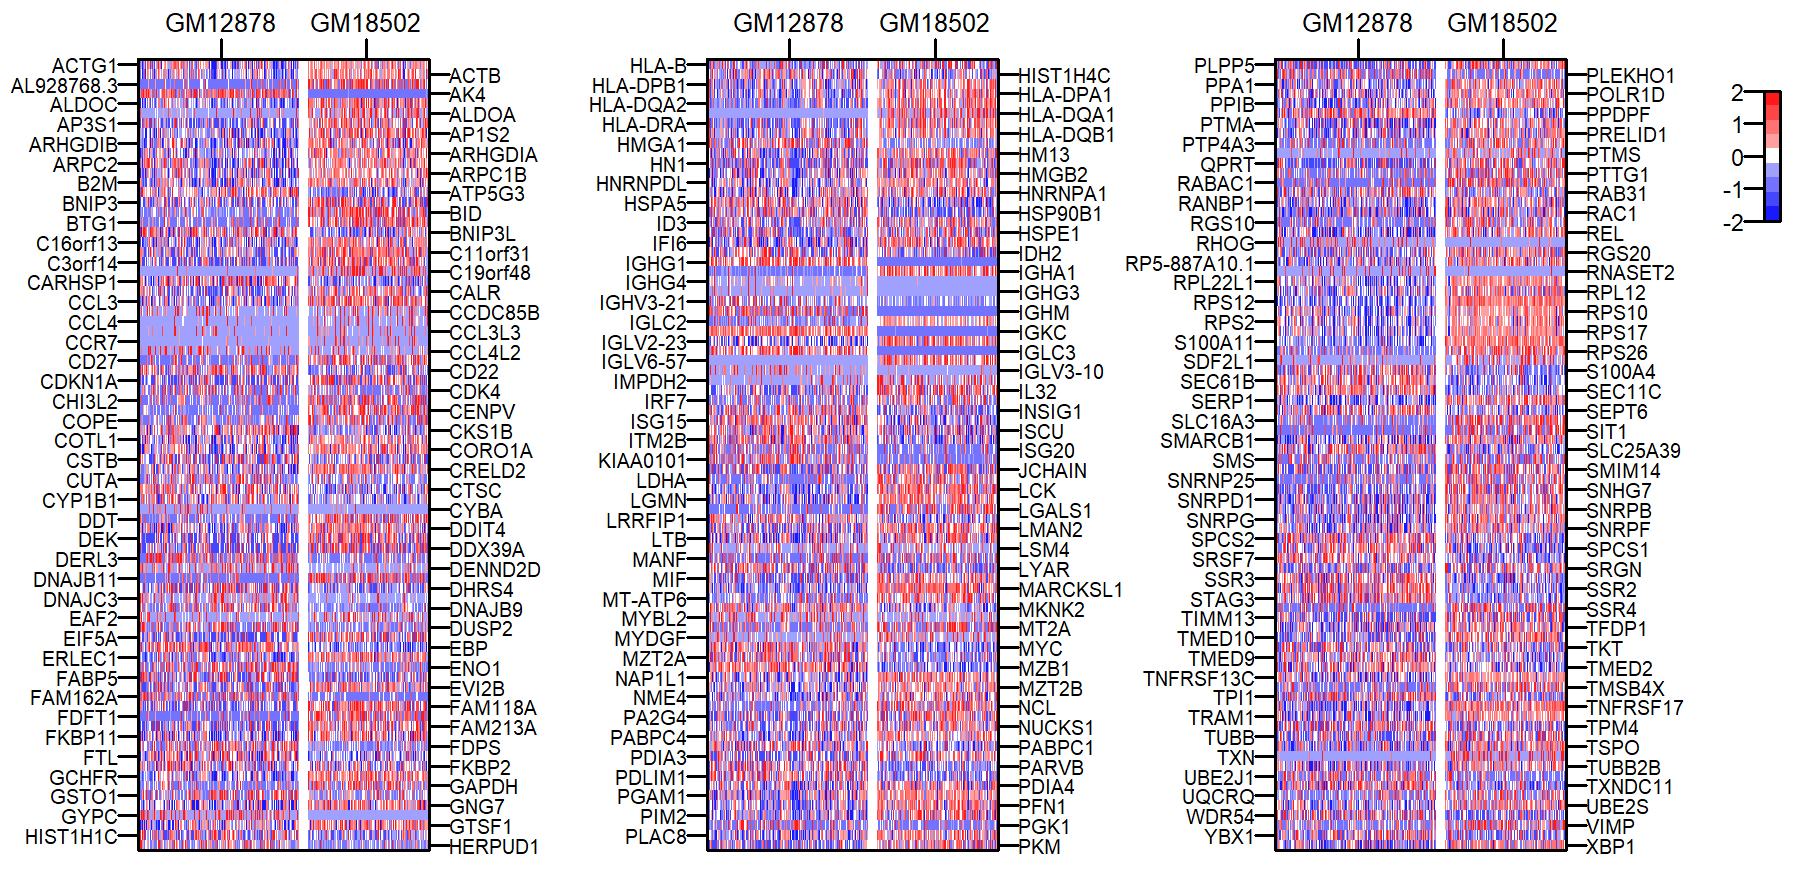 GM12878 GM18502
ACTG1
AL928768.3
ALDOC
AP3S1
ARHGDIB
ARPC2
B2M
BNIP3
BTG1
C16orf13
C3orf14
CARHSP1
CCL3
CCL4
CCR7
CD27
CDKN1A
CHI3L2
COPE
COTL1
CSTB
CUTA
CYP1B1
DDT
DEK
DERL3
DNAJB11
DNAJC3
EAF2
EIF5A
ERLEC1
FABP5
FAM162A
FDFT1
FKBP11
FTL
GCHFR
GSTO1
GYPC
HIST1H1C
ACTB
AK4
ALDOA
AP1S2
ARHGDIA
ARPC1B
ATP5G3
BID
BNIP3L
C11orf31
C19orf48
CALR
CCDC85B
CCL3L3
CCL4L2
CD22
CDK4
CENPV
CKS1B
CORO1A
CRELD2
CTSC
CYBA
DDIT4
DDX39A
DENND2D
DHRS4
DNAJB9
DUSP2
EBP
ENO1
EVI2B
FAM118A
FAM213A
FDPS
FKBP2
GAPDH
GNG7
GTSF1
HERPUD1
GM12878 GM18502
HLA-B
HLA-DPB1
HLA-DQA2
HLA-DRA
HMGA1
HN1
HNRNPDL
HSPA5
ID3
IFI6
IGHG1
IGHG4
IGHV3-21
IGLC2
IGLV2-23
IGLV6-57
IMPDH2
IRF7
ISG15
ITM2B
KIAA0101
LDHA
LGMN
LRRFIP1
LTB
MANF
MIF
MT-ATP6
MYBL2
MYDGF
MZT2A
NAP1L1
NME4
PA2G4
PABPC4
PDIA3
PDLIM1
PGAM1
PIM2
PLAC8
HIST1H4C
HLA-DPA1
HLA-DQA1
HLA-DQB1
HM13
HMGB2
HNRNPA1
HSP90B1
HSPE1
IDH2
IGHA1
IGHG3
IGHM
IGKC
IGLC3
IGLV3-10
IL32
INSIG1
ISCU
ISG20
JCHAIN
LCK
LGALS1
LMAN2
LSM4
LYAR
MARCKSL1
MKNK2
MT2A
MYC
MZB1
MZT2B
NCL
NUCKS1
PABPC1
PARVB
PDIA4
PFN1
PGK1
PKM
GM12878 GM18502
PLPP5
PPA1
PPIB
PTMA
PTP4A3
QPRT
RABAC1
RANBP1
RGS10
RHOG
RP5-887A10.1
RPL22L1
RPS12
RPS2
S100A11
SDF2L1
SEC61B
SERP1
SLC16A3
SMARCB1
SMS
SNRNP25
SNRPD1
SNRPG
SPCS2
SRSF7
SSR3
STAG3
TIMM13
TMED10
TMED9
TNFRSF13C
TPI1
TRAM1
TUBB
TXN
UBE2J1
UQCRQ
WDR54
YBX1
PLEKHO1
POLR1D
PPDPF
PRELID1
PTMS
PTTG1
RAB31
RAC1
REL
RGS20
RNASET2
RPL12
RPS10
RPS17
RPS26
S100A4
SEC11C
SEPT6
SIT1
SLC25A39
SMIM14
SNHG7
SNRPB
SNRPF
SPCS1
SRGN
SSR2
SSR4
TFDP1
TKT
TMED2
TMSB4X
TNFRSF17
TPM4
TSPO
TUBB2B
TXNDC11
UBE2S
VIMP
XBP1
2
1
0
-1
-2